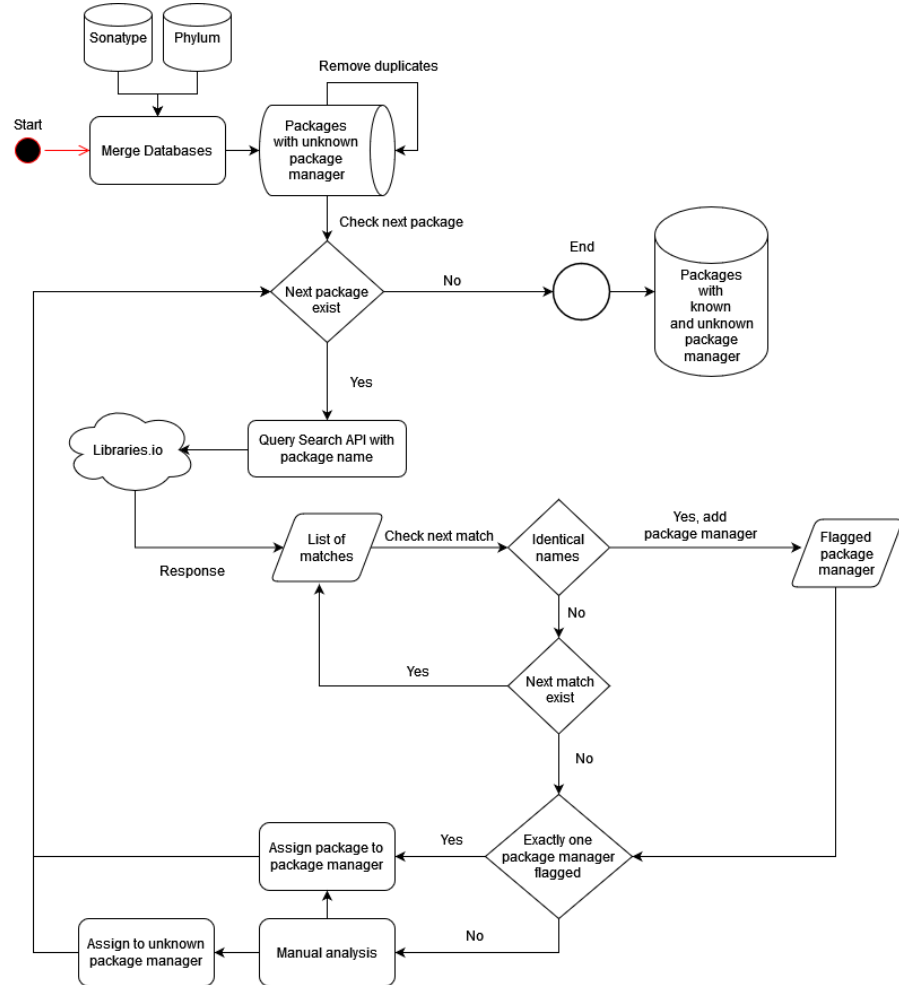 Sonatype
Phylum
Remove duplicates
Start
Merge Databases
Packages
with unknown
package
manager
Check next package
End
Next package
exist
No
Packages
with
known
and unknown
package
manager
Yes
Libraries.io
Query Search API with
package name
Response
List of
matches
Check next match
Identical
names
Yes, add
package manager
Flagged
package
manager
No
Yes
Next match
exist
No
Assign package to
package manager
Yes
Exactly one
package manager
flagged
Assign to unknown
package manager
Manual analysis
No